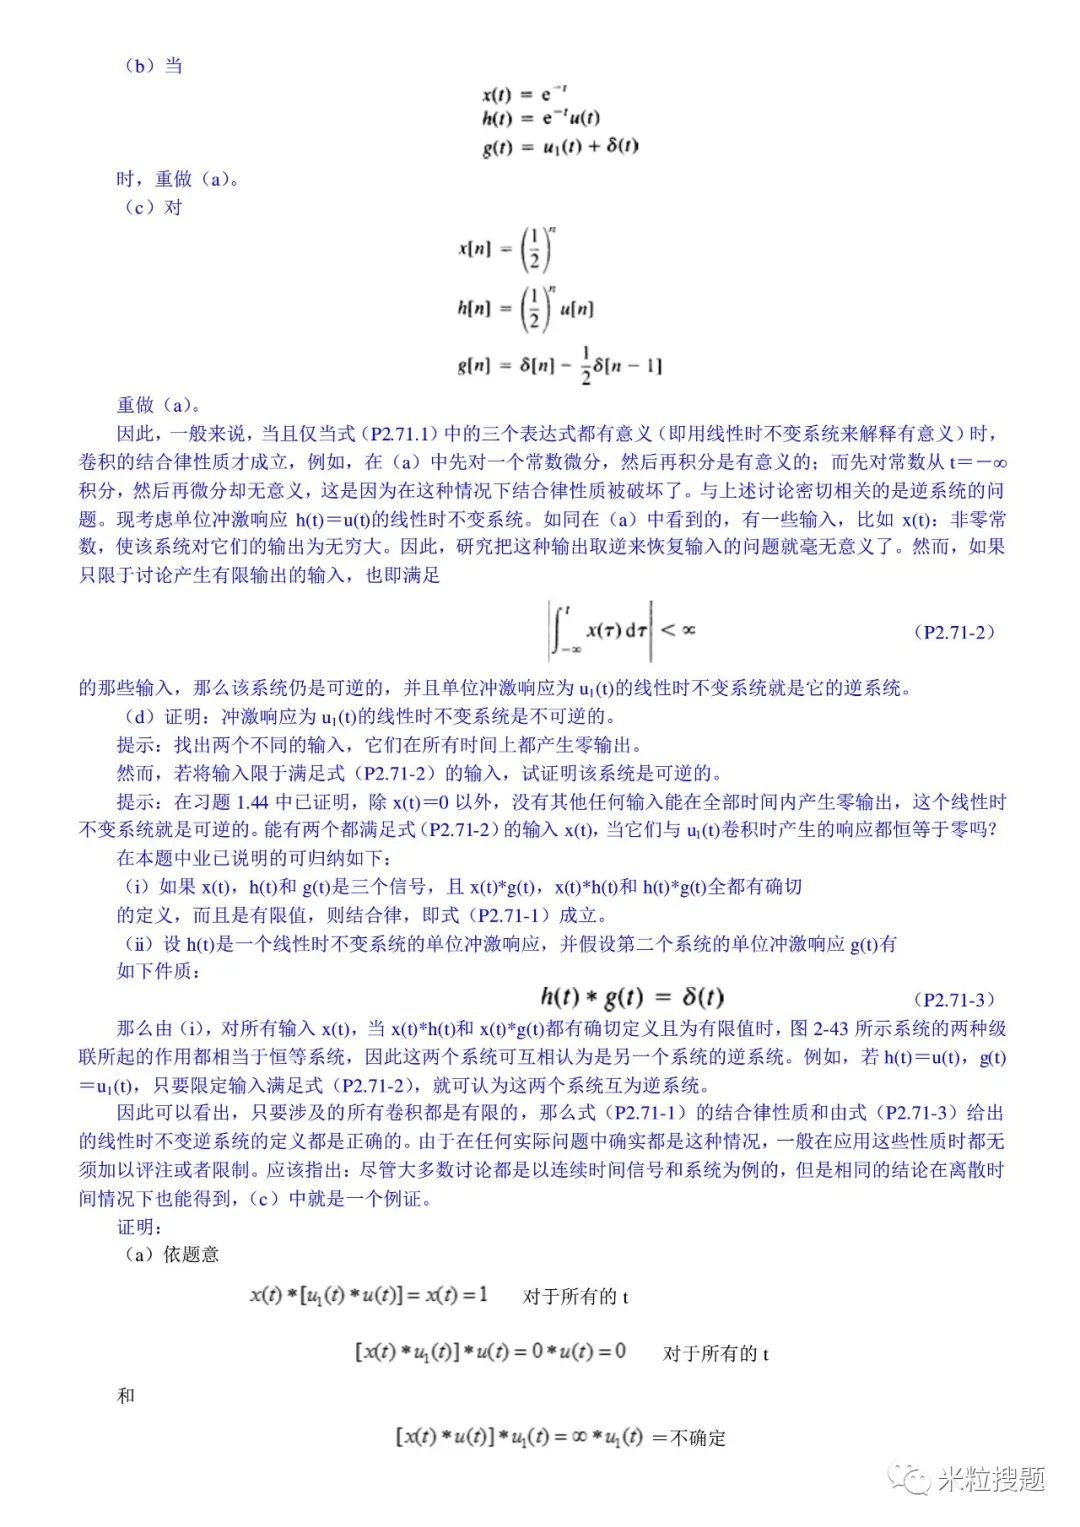 （b）当
x(t) = e⁻ᵗ
h(t) = e⁻ᵗu(t)
g(t) = u₁(t) + δ(t)
时，重做（a）。
（c）对
x[n] = (1/2)ⁿ
h[n] = (1/2)ⁿ u[n]
g[n] = δ[n] − 1/2 δ[n − 1]
重做（a）。
因此，一般来说，当且仅当式（P2.71.1）中的三个表达式都有意义（即用线性时不变系统来解释有意义）时，
卷积的结合律性质才成立，例如，在（a）中先对一个常数微分，然后再积分是有意义的；而先对常数从 t＝－∞
积分，然后再微分却无意义，这是因为在这种情况下结合律性质被破坏了。与上述讨论密切相关的是逆系统的问
题。现考虑单位冲激响应 h(t)＝u(t)的线性时不变系统。如同在（a）中看到的，有一些输入，比如 x(t)：非零常
数，使该系统对它们的输出为无穷大。因此，研究把这种输出取逆来恢复输入的问题就毫无意义了。然而，如果
只限于讨论产生有限输出的输入，也即满足
|∫₋∞ᵗ x(τ) dτ| < ∞ （P2.71-2）
的那些输入，那么该系统仍是可逆的，并且单位冲激响应为 u₁(t)的线性时不变系统就是它的逆系统。
（d）证明：冲激响应为 u₁(t)的线性时不变系统是不可逆的。
提示：找出两个不同的输入，它们在所有时间上都产生零输出。
然而，若将输入限于满足式（P2.71-2）的输入，试证明该系统是可逆的。
提示：在习题 1.44 中已证明，除 x(t)＝0 以外，没有其他任何输入能在全部时间内产生零输出，这个线性时
不变系统就是可逆的。能有两个都满足式（P2.71-2）的输入 x(t)，当它们与 u₁(t)卷积时产生的响应都恒等于零吗？
在本题中业已说明的可归纳如下：
（i）如果 x(t)，h(t)和 g(t)是三个信号，且 x(t)*g(t)，x(t)*h(t)和 h(t)*g(t)全都有确切
的定义，而且是有限值，则结合律，即式（P2.71-1）成立。
（ii）设 h(t)是一个线性时不变系统的单位冲激响应，并假设第二个系统的单位冲激响应 g(t)有
如下件质：
h(t) * g(t) = δ(t) （P2.71-3）
那么由（i），对所有输入 x(t)，当 x(t)*h(t)和 x(t)*g(t)都有确切定义且为有限值时，图 2-43 所示系统的两种级
联所起的作用都相当于恒等系统，因此这两个系统可互相认为是另一个系统的逆系统。例如，若 h(t)＝u(t)，g(t)
＝u₁(t)，只要限定输入满足式（P2.71-2），就可认为这两个系统互为逆系统。
因此可以看出，只要涉及的所有卷积都是有限的，那么式（P2.71-1）的结合律性质和由式（P2.71-3）给出
的线性时不变逆系统的定义都是正确的。由于在任何实际问题中确实都是这种情况，一般在应用这些性质时都无
须加以评注或者限制。应该指出：尽管大多数讨论都是以连续时间信号和系统为例的，但是相同的结论在离散时
间情况下也能得到，（c）中就是一个例证。
证明：
（a）依题意
x(t) * [u₁(t) * u(t)] = x(t) = 1 对于所有的 t
[x(t) * u₁(t)] * u(t) = 0 * u(t) = 0 对于所有的 t
和
[x(t) * u(t)] * u₁(t) = ∞ * u₁(t) ＝不确定
米粒搜题